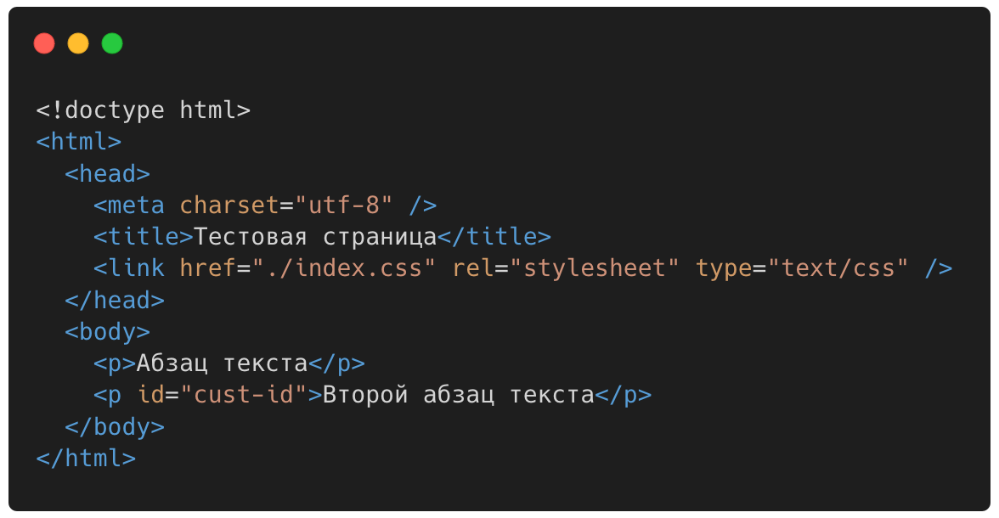 <!doctype html>
<html>
  <head>
    <meta charset="utf-8" />
    <title>Тестовая страница</title>
    <link href="./index.css" rel="stylesheet" type="text/css" />
  </head>
  <body>
    <p>Абзац текста</p>
    <p id="cust-id">Второй абзац текста</p>
  </body>
</html>